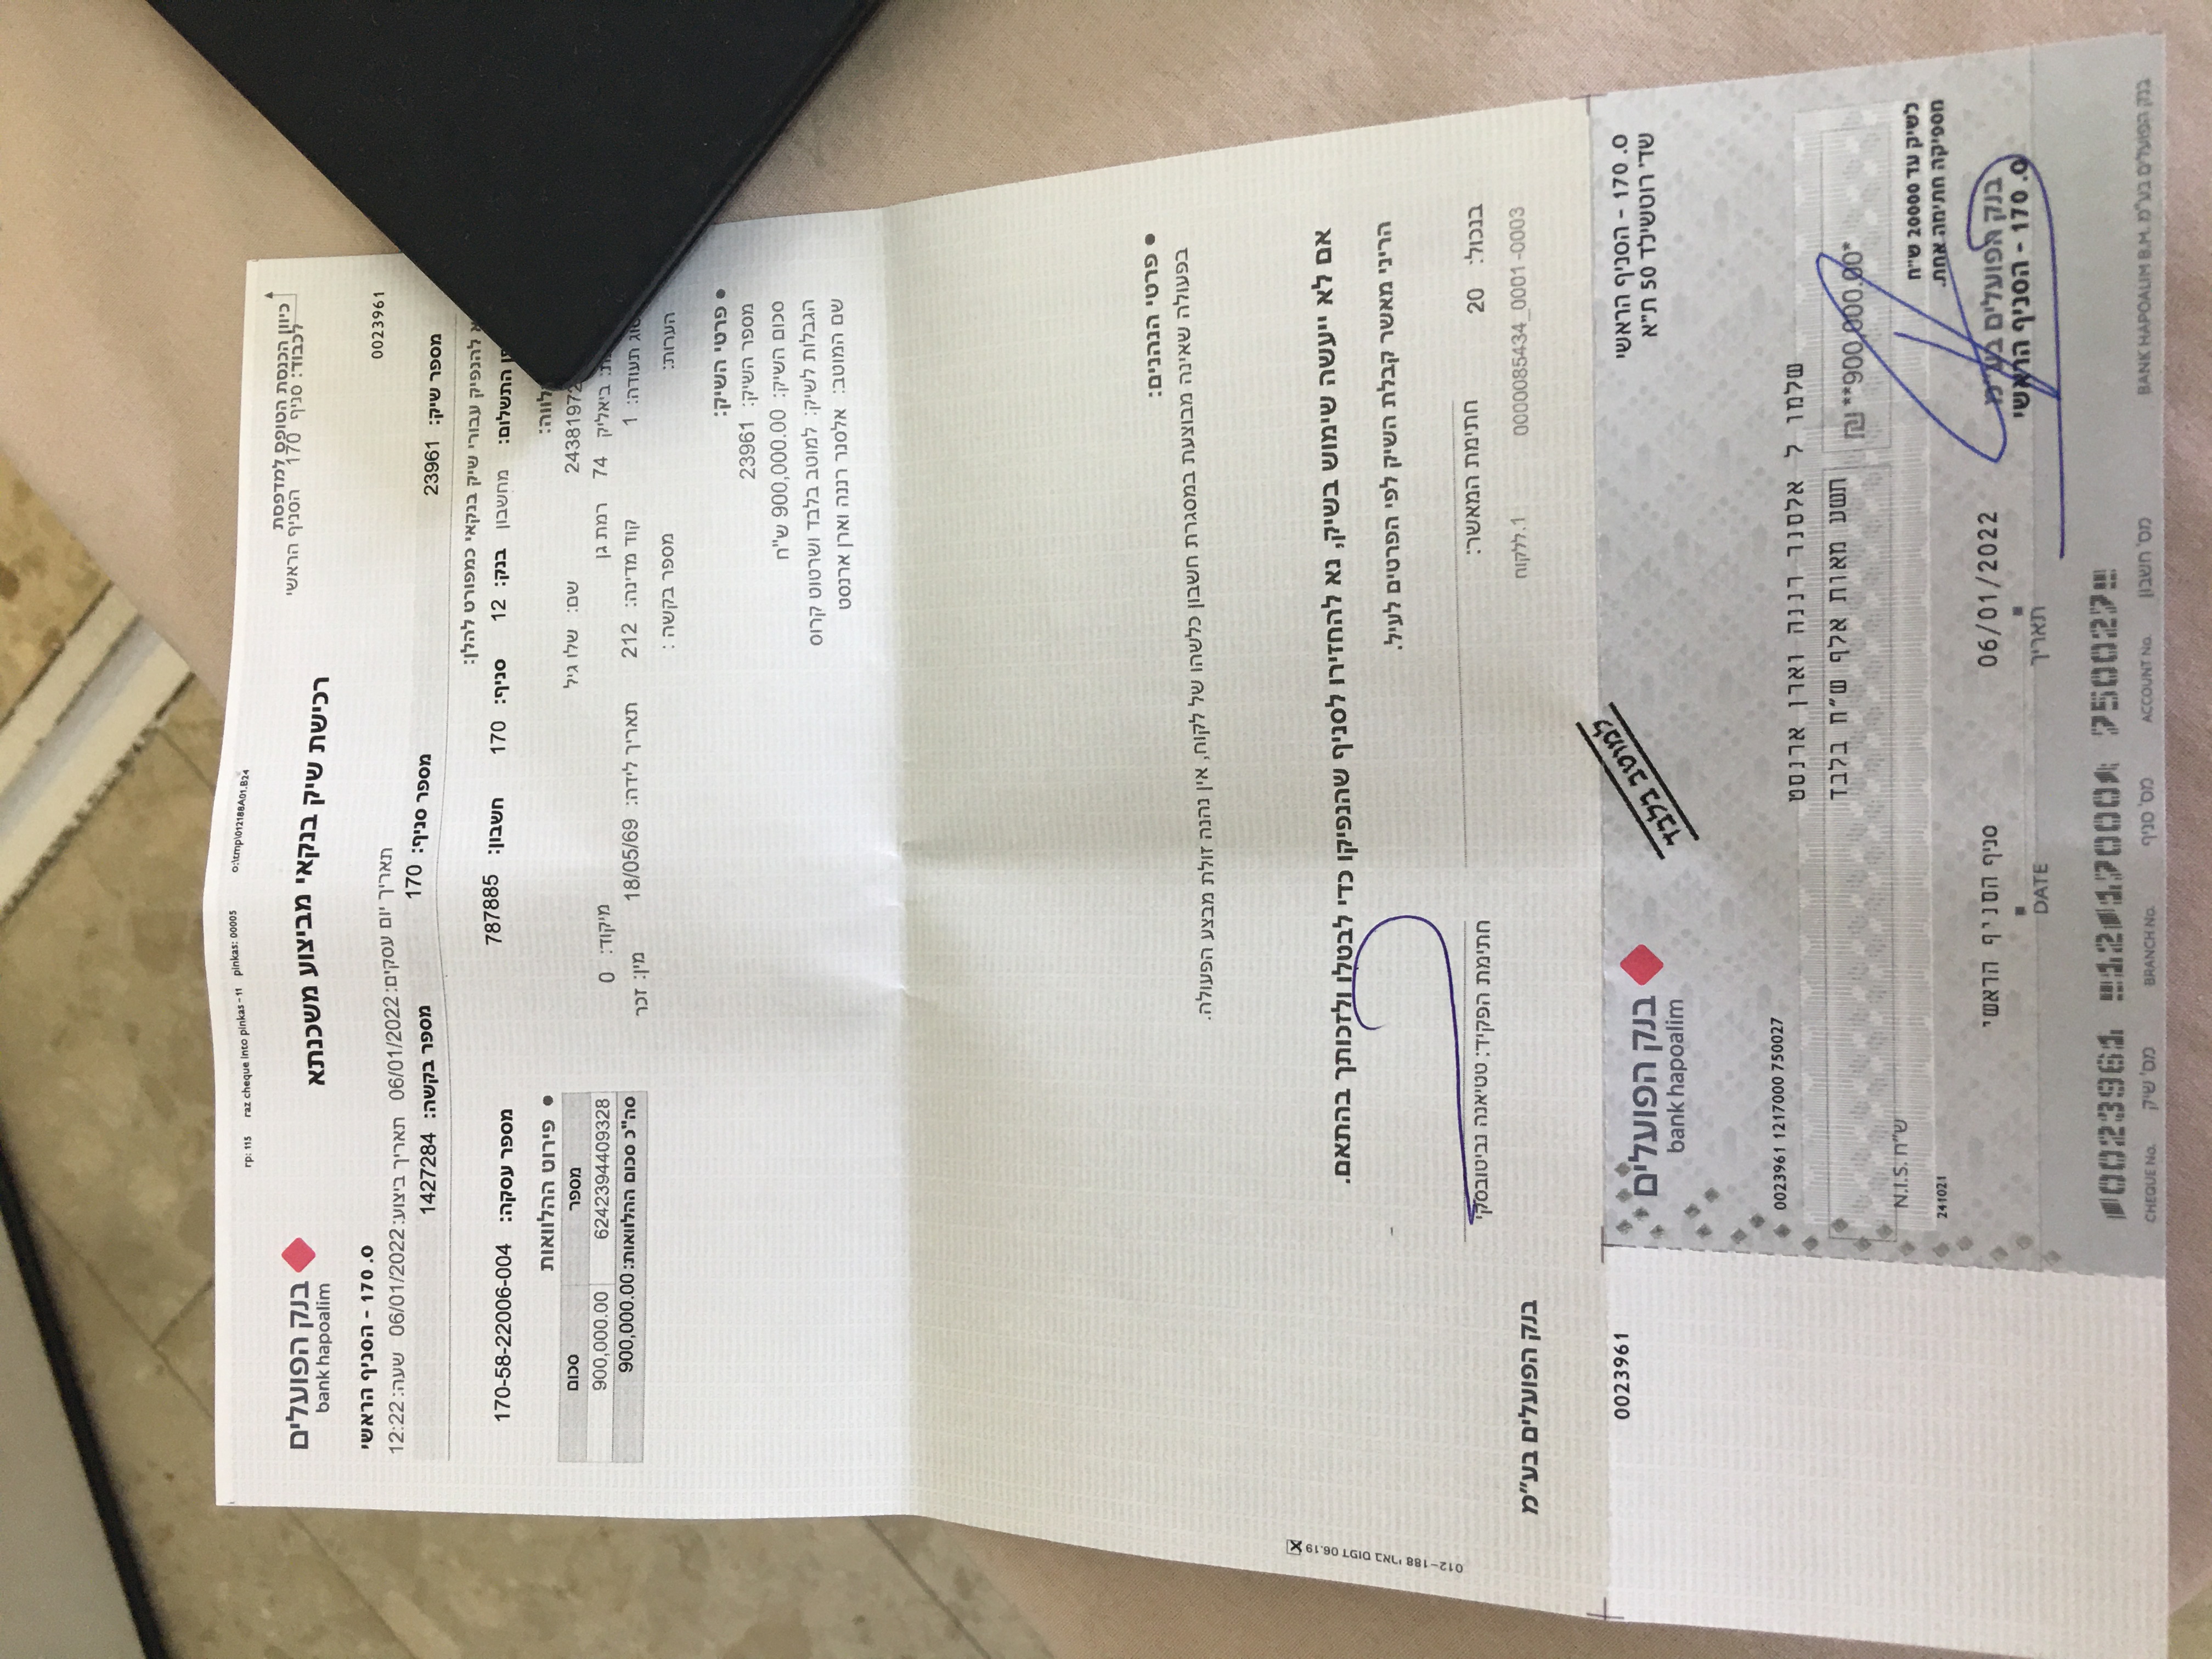 rp: 115 raz cheque into pinkas - 11 pinkas: 00005 o:\tmp\012188A01.B24
כיוון הכנסת הטופס למדפסת
לכבוד: סניף 170 הסניף הראשי
בנק הפועלים
bank hapoalim
רכישת שיק בנקאי מביצוע משכנתא
ס. 170 - הסניף הראשי
0023961
תאריך יום עסקים: 06/01/2022 תאריך ביצוע: 06/01/2022 שעה: 12:22
מספר שיק: 23961 מספר סניף: 170 מספר בקשה: 1427284
להנפיק עבורי שיק בנקאי כמפורט להלן:
התשלום: מחשבון בנק: 12 סניף: 170 חשבון: 787885 מספר עסקה: 170-58-22006-004
• פירוט ההלוואות
מספר סכום
6242394409328 900,000.00
סה"כ סכום ההלוואות: 900,000.00
לווה:
24381972 שם: שלו גיל
ביאליק 74 רמת גן מיקוד: 0
סוג תעודה: 1 קוד מדינה: 212 תאריך לידה: 18/05/69 מין: זכר
הערות: מספר בקשה :
• פרטי השיק:
מספר השיק: 23961
סכום השיק: 900,000.00 ש"ח
הגבלות לשיק: למוטב בלבד ושרטוט קרוס
שם המוטב: אלסנר רננה וארן ארנסט
• פרטי הנהנים:
בפעולה שאינה מבוצעת במסגרת חשבון כלשהו של לקוח, אין נהנה זולת מבצע הפעולה.
אם לא ייעשה שימוש בשיק, נא להחזירו לסניף שהנפיקו כדי לבטלו ולזכותך בהתאם.
הריני מאשר קבלת השיק לפי הפרטים לעיל.
בנכול: 20 חתימת המאשר: חתימת הפקיד: טטיאנה נביטובסקי
0000085434_0001-0003 1.ללקוח
בנק הפועלים בע"מ
012-188 דפוס בארי 06.19
0023961
בנק הפועלים
bank hapoalim
למוטב בלבד
ס. 170 - הסניף הראשי
שד' רוטשילד 50 ת"א
0023961 1217000 750027
שלמו ל אלסנר רננה וארן ארנסט
תשע מאות אלף ש"ח בלבד
₪ **900,000.00*
N.I.S. ש"ח
לשיק עד 20000 ש"ח
מספיקה חתימה אחת.
241021
סניף הסניף הראשי 06/01/2022
בנק הפועלים בע"מ
ס. 170 - הסניף הראשי
DATE תאריך
0023961 12 17000 750027
CHEQUE No. מס' שיק BRANCH No. מס' סניף ACCOUNT No. מס' חשבון BANK HAPOALIM B.M. בנק הפועלים בע"מ